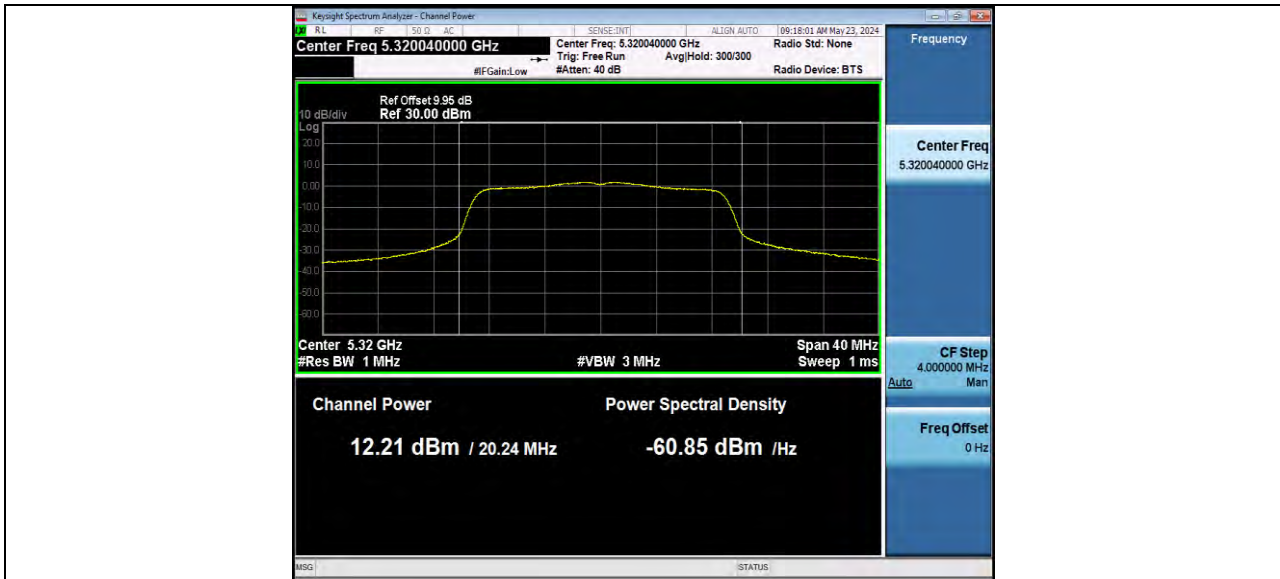 Keysight Spectrum Analyzer - Channel Power
RL RF 50 Ω AC SENSE:INT ALIGN AUTO 09:18:01 AM May 23, 2024
Center Freq 5.320040000 GHz
Center Freq: 5.320040000 GHz
Radio Std: None
Trig: Free Run Avg|Hold: 300/300
#IFGain:Low
#Atten: 40 dB
Radio Device: BTS
Frequency
Ref Offset 9.95 dB
10 dB/div Ref 30.00 dBm
Log
20.0
10.0
0.00
-10.0
-20.0
-30.0
-40.0
-50.0
-60.0
Center 5.32 GHz Span 40 MHz
#Res BW 1 MHz #VBW 3 MHz Sweep 1 ms
Center Freq
5.320040000 GHz
CF Step
4.000000 MHz
Auto Man
Freq Offset
0 Hz
Channel Power Power Spectral Density
12.21 dBm / 20.24 MHz -60.85 dBm /Hz
MSG STATUS